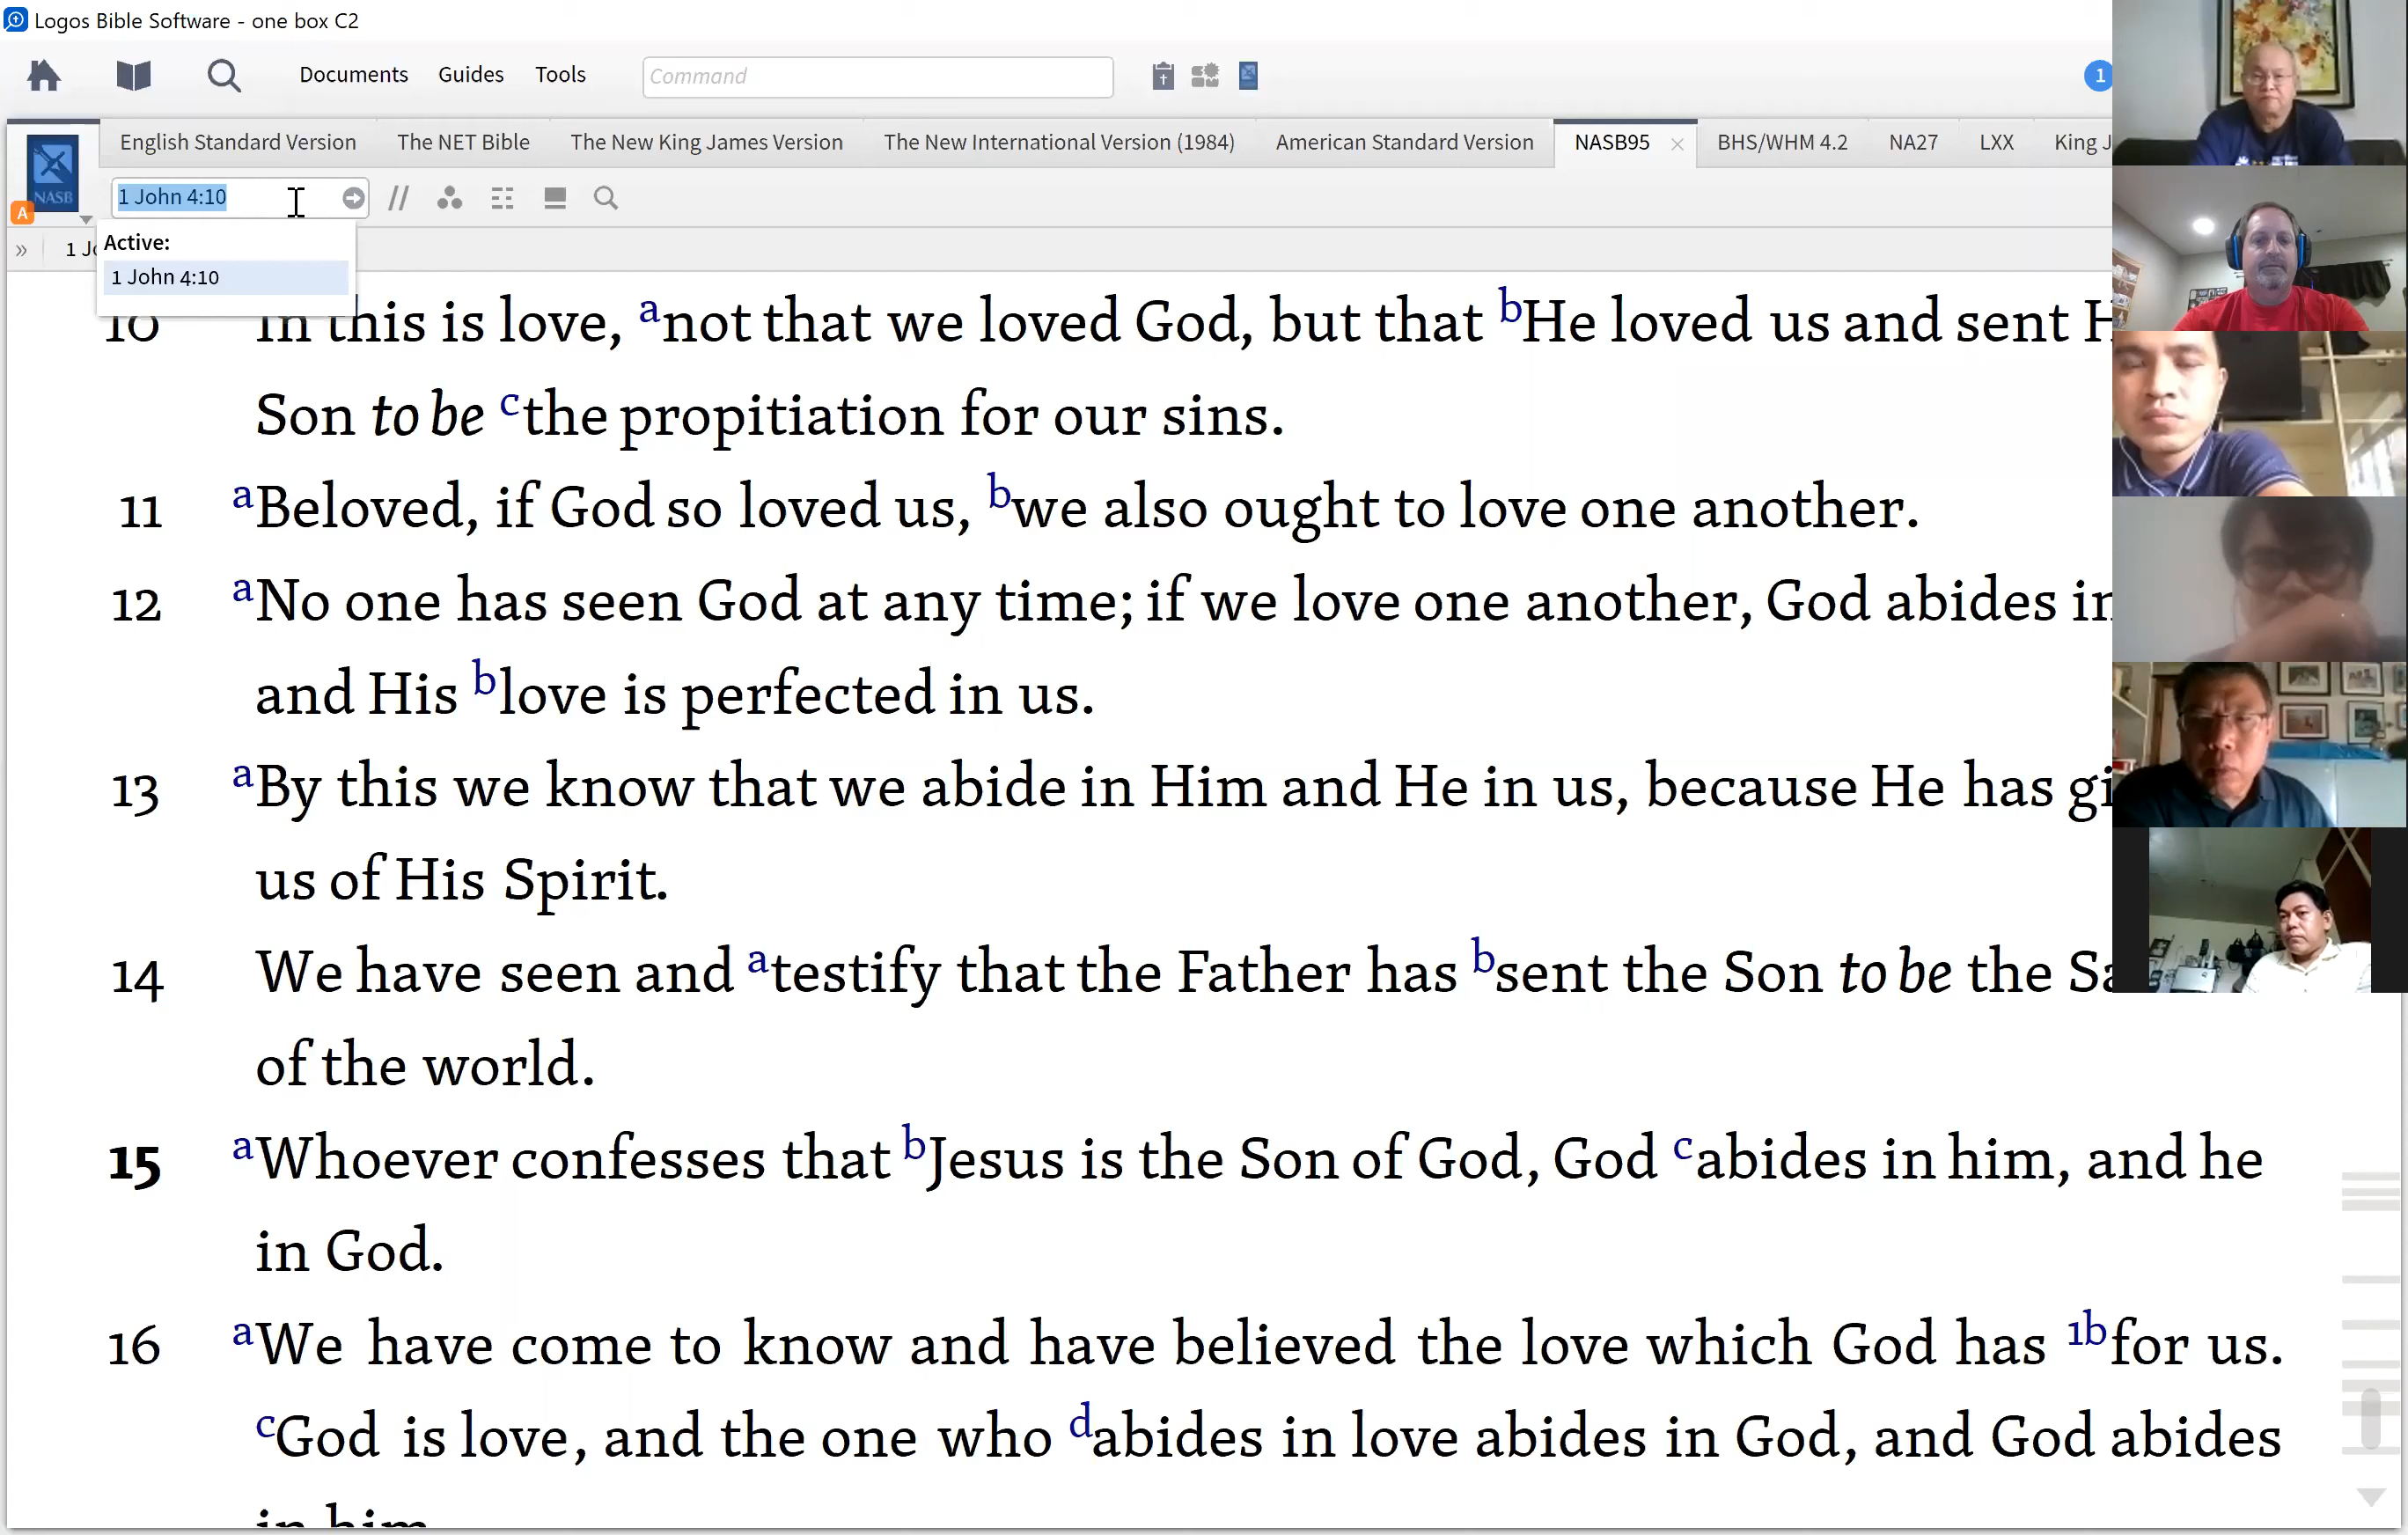 Logos Bible Software - one box C2
Documents Guides Tools Command 1
English Standard Version The NET Bible The New King James Version The New International Version (1984) American Standard Version NASB95 BHS/WHM 4.2 NA27 LXX King J
NASB
A
1 John 4:10
» 1 Jo
Active:
1 John 4:10
10 In this is love, anot that we loved God, but that bHe loved us and sent H
Son to be cthe propitiation for our sins.
11 aBeloved, if God so loved us, bwe also ought to love one another.
12 aNo one has seen God at any time; if we love one another, God abides in
and His blove is perfected in us.
13 aBy this we know that we abide in Him and He in us, because He has gi
us of His Spirit.
14 We have seen and atestify that the Father has bsent the Son to be the Sa
of the world.
15 aWhoever confesses that bJesus is the Son of God, God cabides in him, and he
in God.
16 aWe have come to know and have believed the love which God has 1bfor us.
cGod is love, and the one who dabides in love abides in God, and God abides
in him.